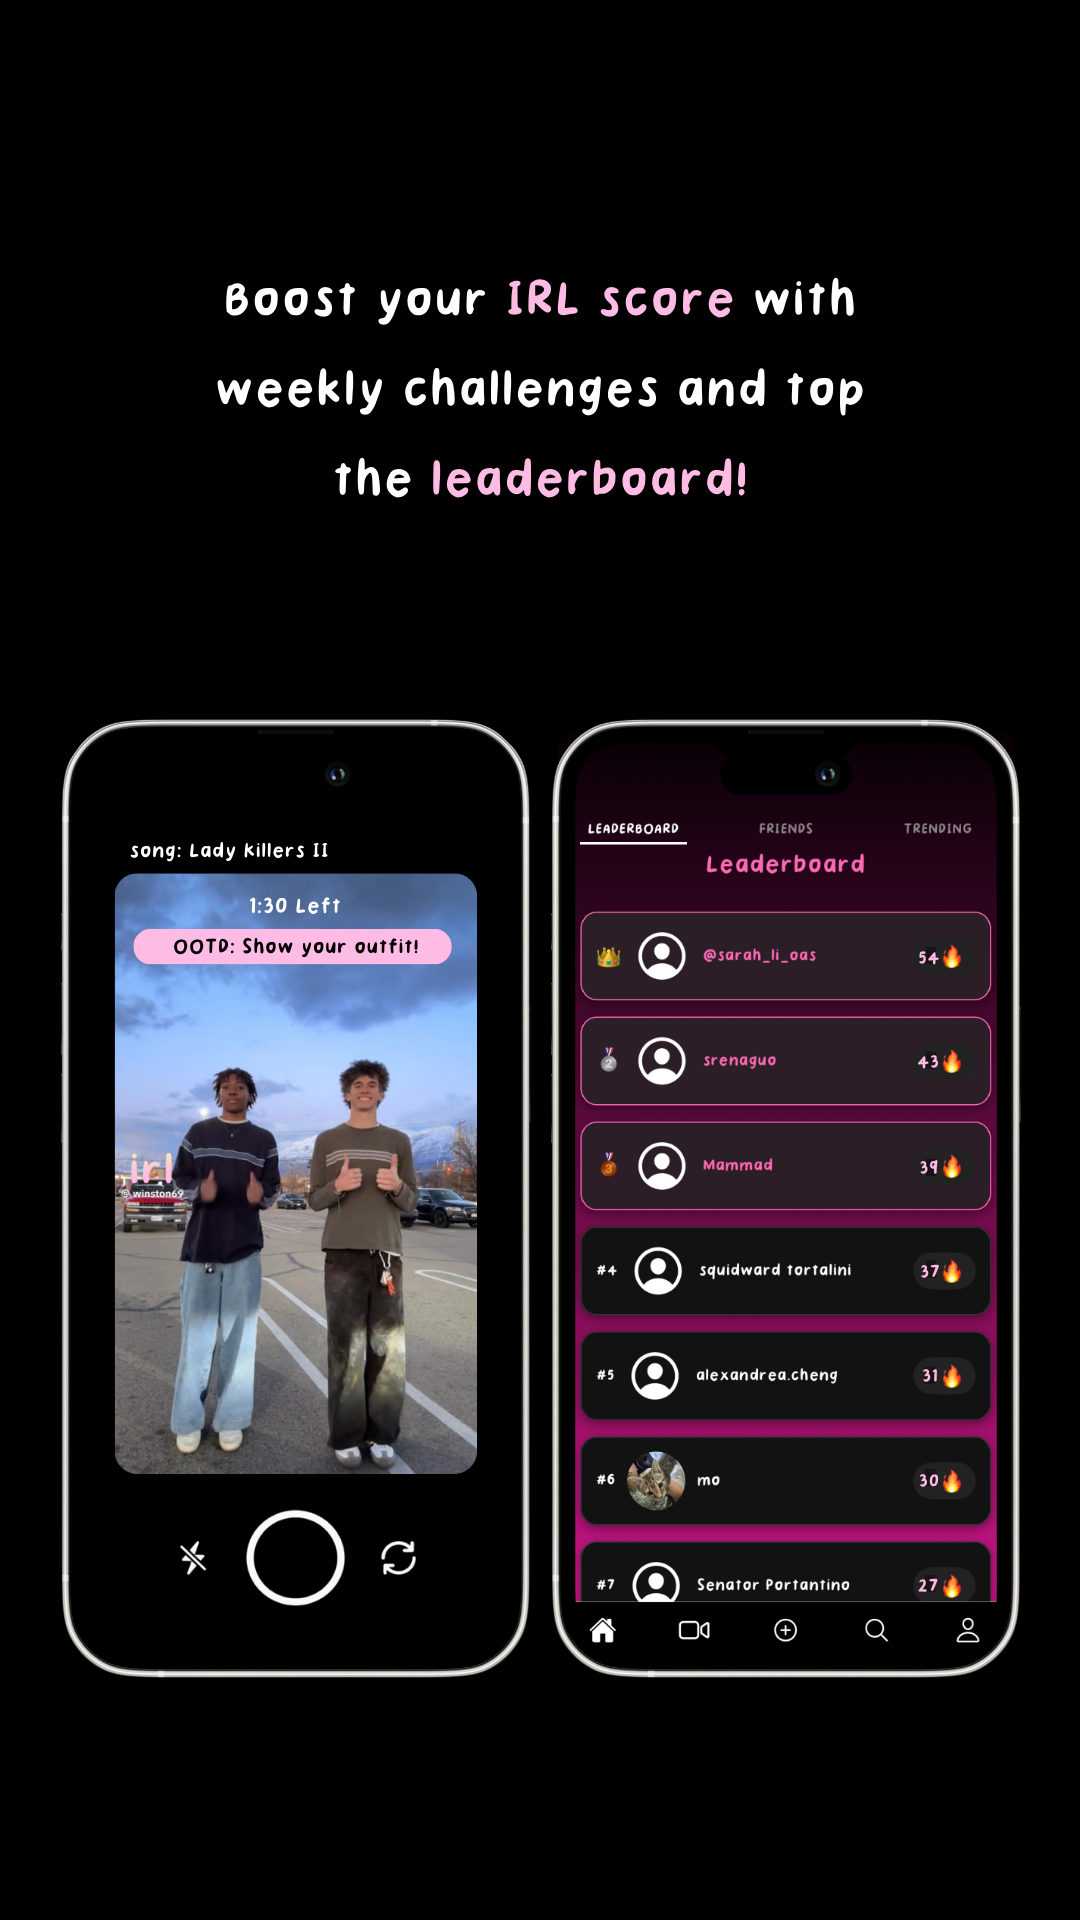 Boost your IRL score with
weekly challenges and top
the leaderboard!
song: Lady Killers II
1:30 Left
OOTD: Show your outfit!
irl
@winston69
LEADERBOARD FRIENDS TRENDING
Leaderboard
@sarah_li_oas 54
2 srenaguo 43
3 Mammad 39
#4 squidward tortalini 37
#5 alexandrea.cheng 31
#6 mo 30
#7 Senator Portantino 27